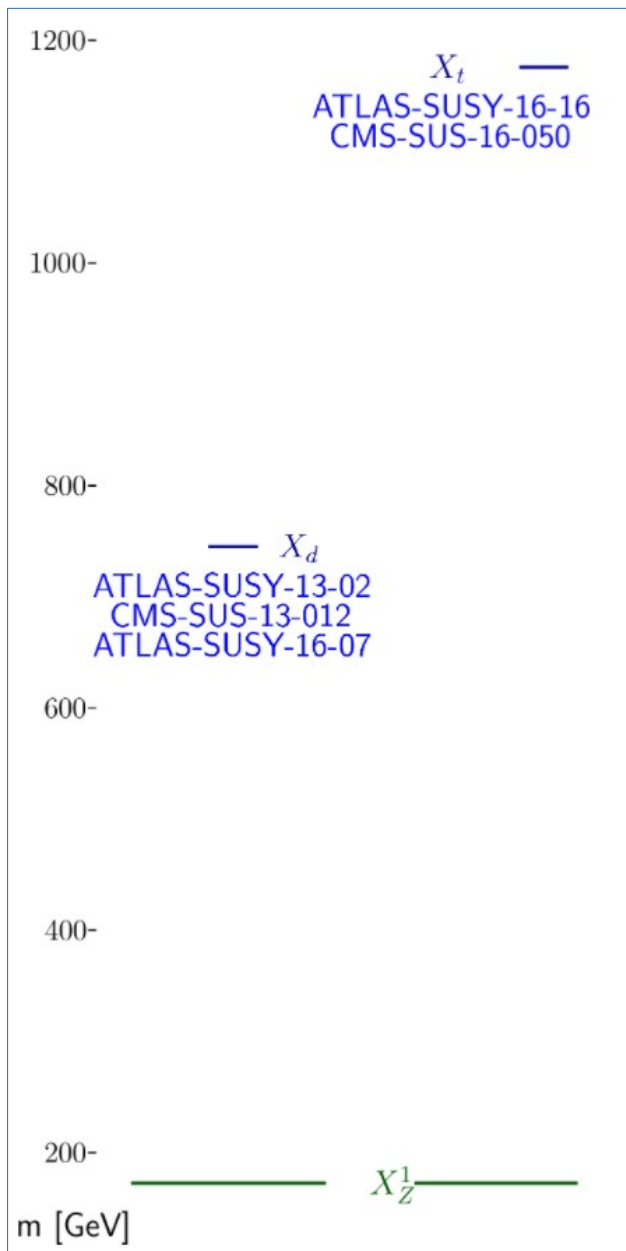 1200-
X_t
ATLAS-SUSY-16-16
CMS-SUS-16-050
1000-
800-
X_d
ATLAS-SUSY-13-02
CMS-SUS-13-012
ATLAS-SUSY-16-07
600-
400-
200-
X_Z^1
m [GeV]